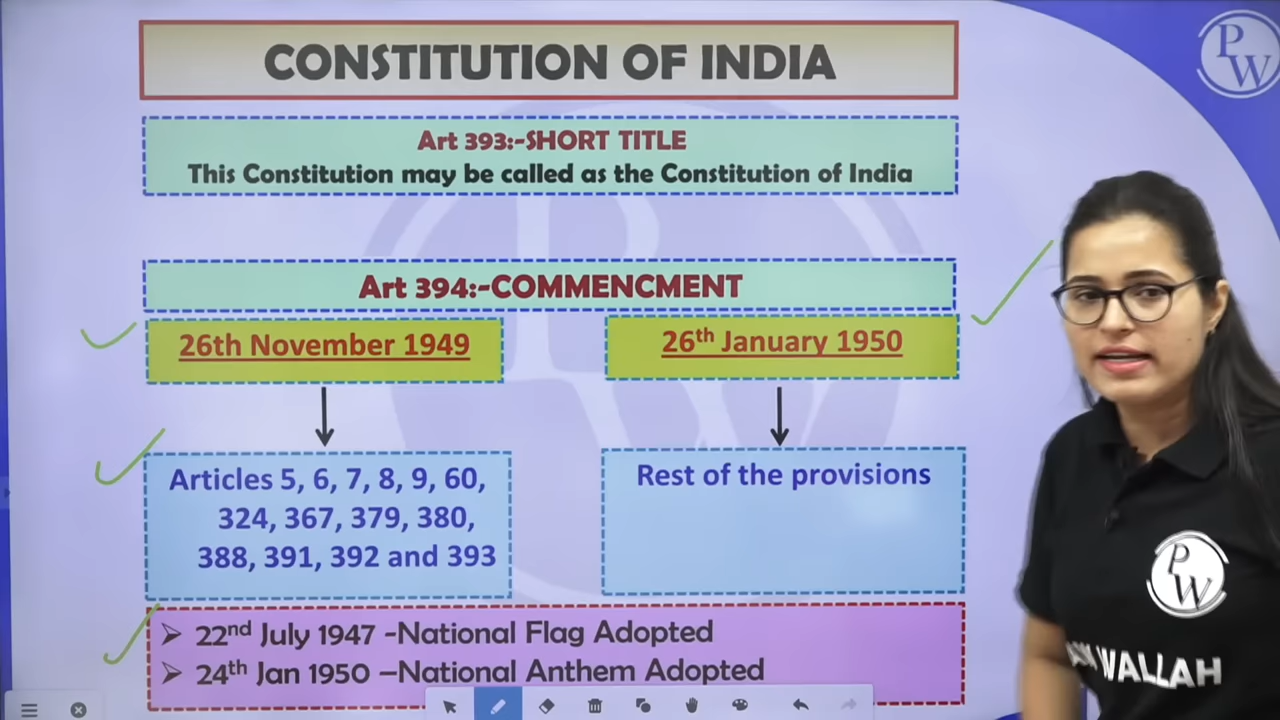 CONSTITUTION OF INDIA
PW
Art 393:-SHORT TITLE
This Constitution may be called as the Constitution of India
Art 394:-COMMENCMENT
26th November 1949
26th January 1950
Articles 5, 6, 7, 8, 9, 60,
324, 367, 379, 380,
388, 391, 392 and 393
Rest of the provisions
22nd July 1947 -National Flag Adopted
24th Jan 1950 –National Anthem Adopted
PW
WALLAH